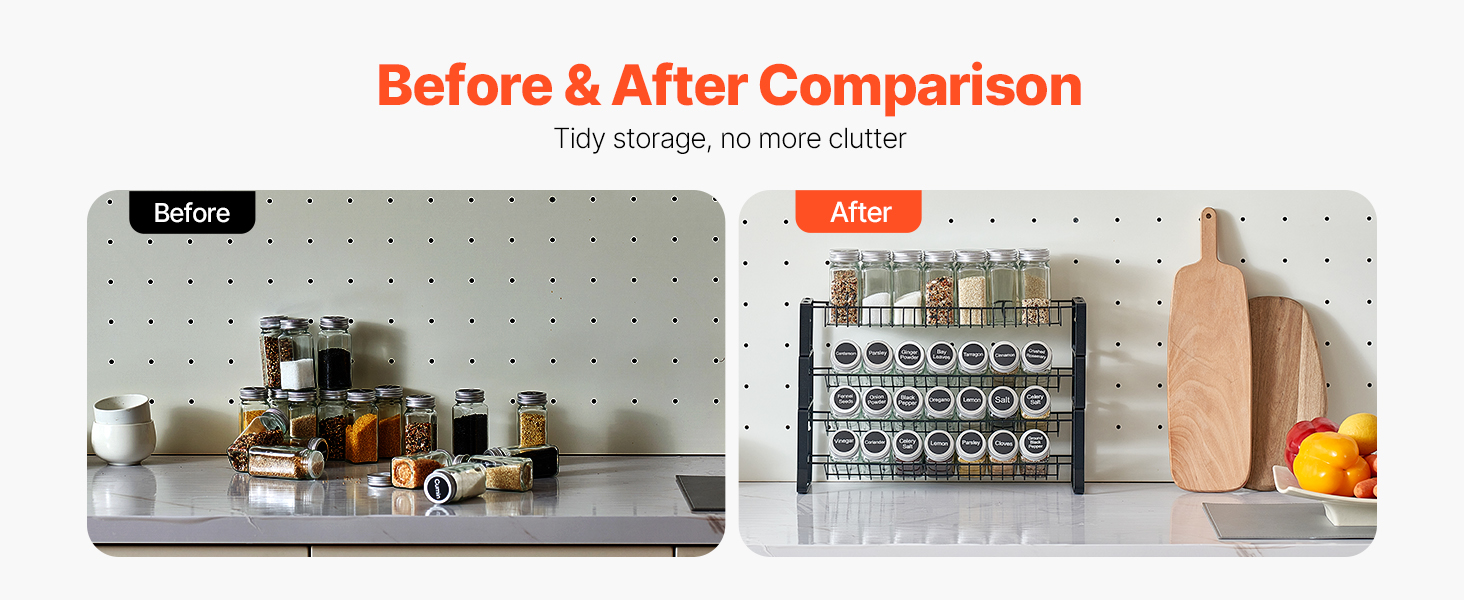 Before & After Comparison
Tidy storage, no more clutter
Before
After
Cumin
Cardamom
Parsley
Ginger
Powder
Bay
Leaves
Tarragon
Cinnamon
Crushed
Rosemary
Fennel
Seeds
Onion
Powder
Black
Pepper
Oregano
Lemon
Salt
Celery
Salt
Vinegar
Coriander
Celery
Salt
Lemon
Parsley
Cloves
Ground
Black
Pepper